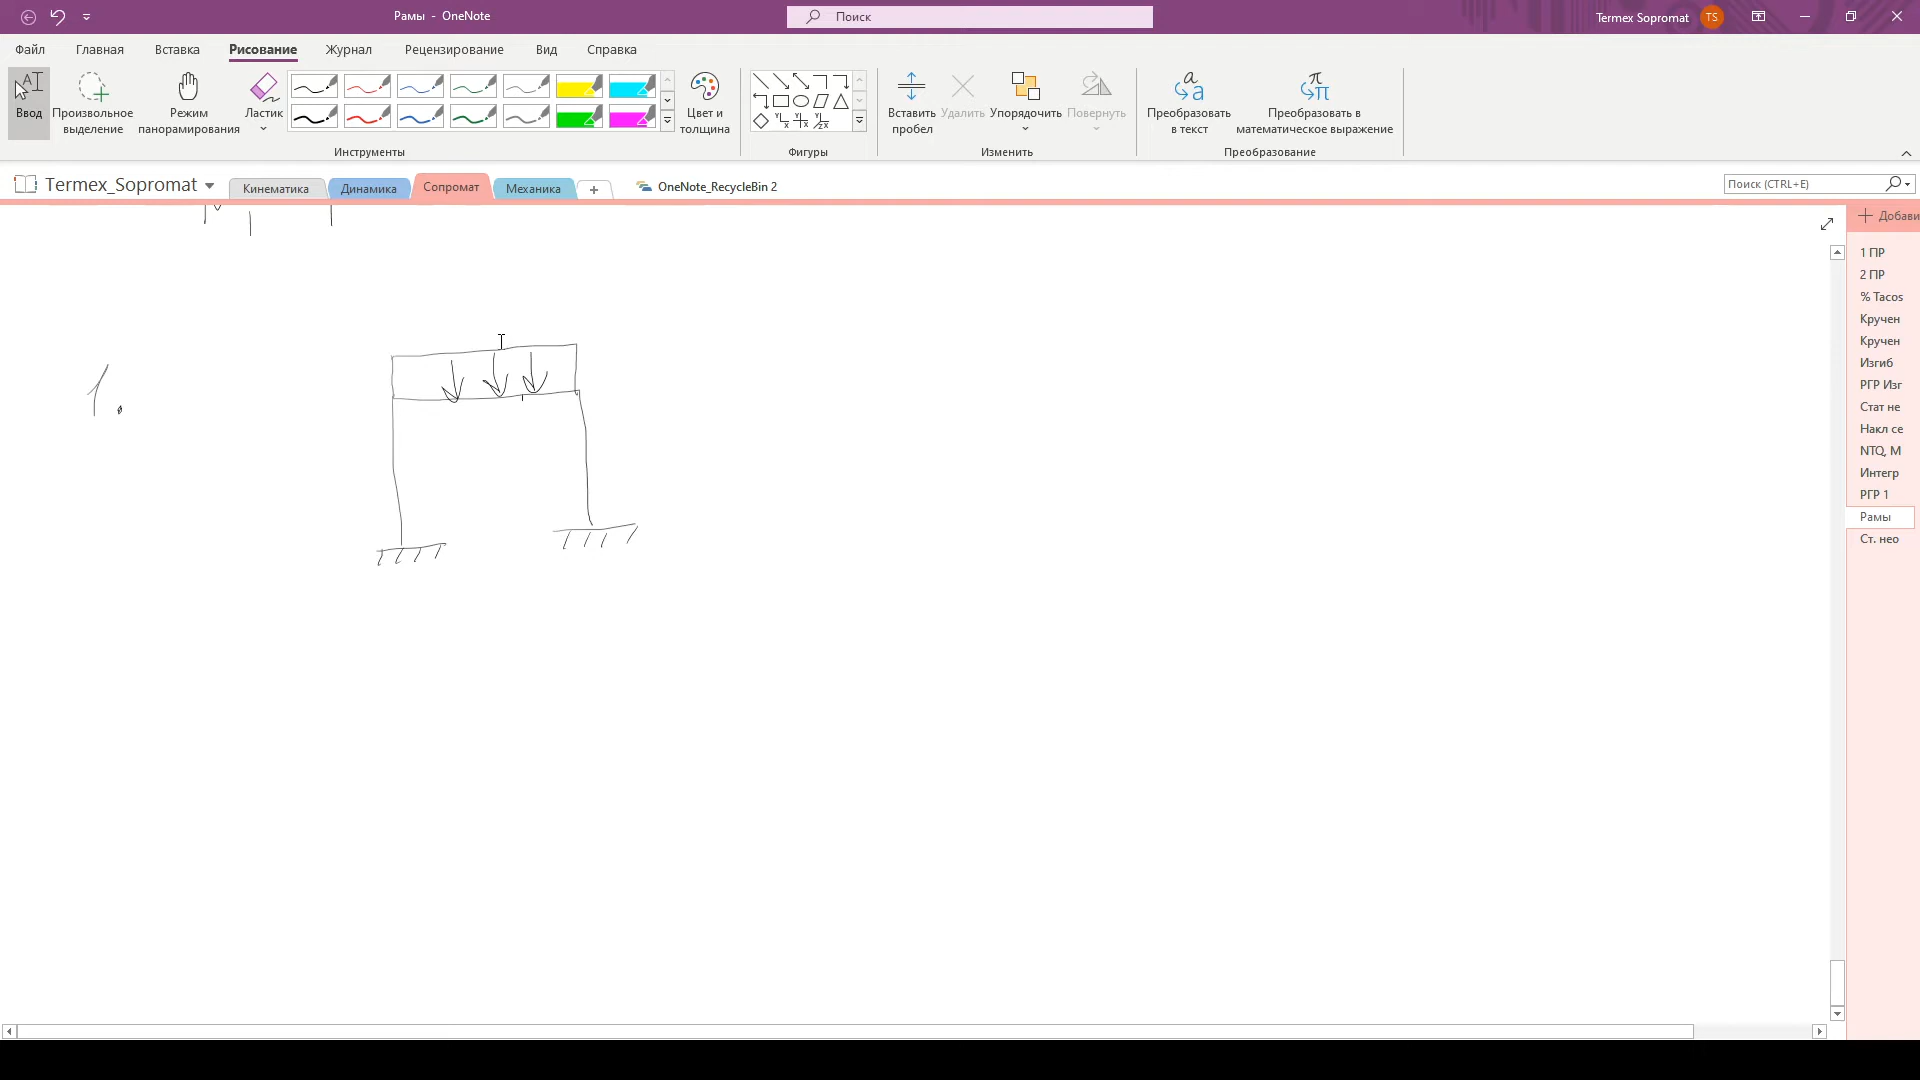 Рамы - OneNote
Поиск
Termex Sopromat
TS
Файл
Главная
Вставка
Рисование
Журнал
Рецензирование
Вид
Справка
Ввод
Произвольное выделение
Режим панорамирования
Ластик
Цвет и толщина
Вставить пробел
Удалить
Упорядочить
Повернуть
Преобразовать в текст
Преобразовать в математическое выражение
Инструменты
Фигуры
Изменить
Преобразование
Termex_Sopromat
Кинематика
Динамика
Сопромат
Механика
OneNote_RecycleBin 2
Поиск (CTRL+E)
Добави
1 ПР
2 ПР
% Tacos
Кручен
Кручен
Изгиб
РГР Изг
Стат не
Накл се
NTQ, M
Интегр
РГР 1
Рамы
Ст. нео
1.